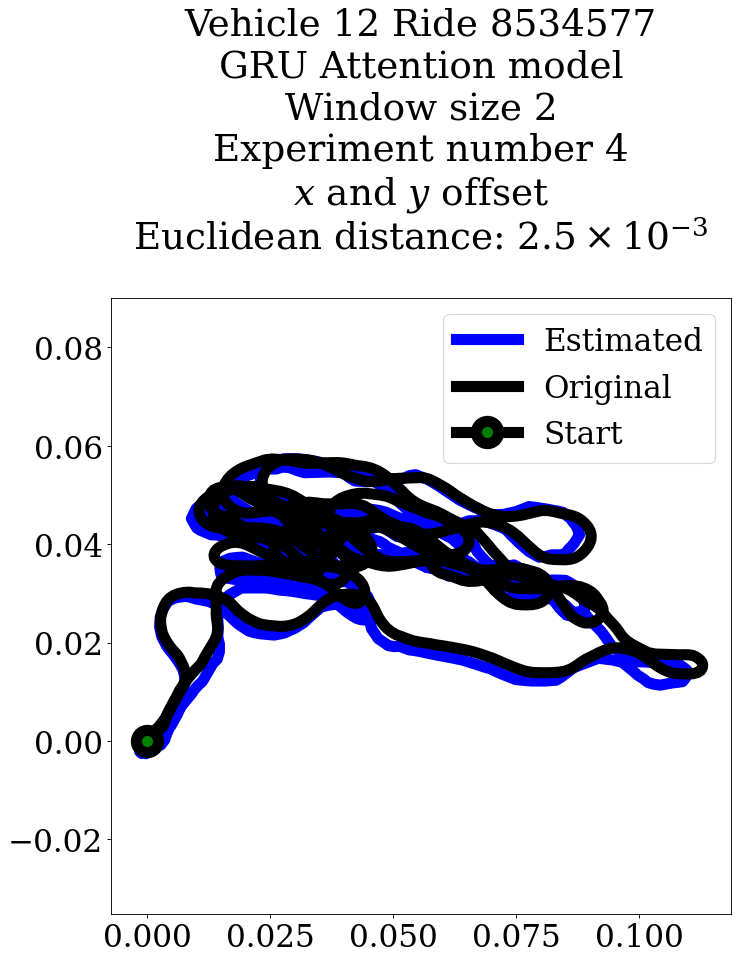 Vehicle 12 Ride 8534577
GRU Attention model
Window size 2
Experiment number 4
x and y offset
Euclidean distance: 2.5 × 10⁻³
Estimated
Original
Start
0.08
0.06
0.04
0.02
0.00
−0.02
0.000 0.025 0.050 0.075 0.100